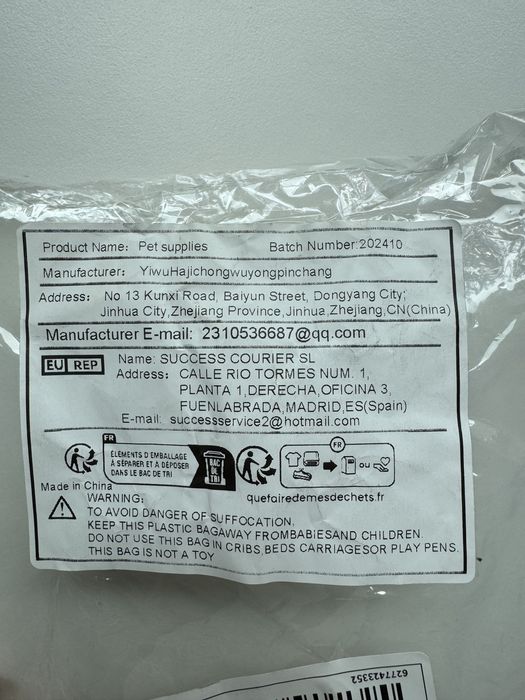 Product Name: Pet supplies Batch Number:202410
Manufacturer: YiwuHajichongwuyongpinchang
Address: No 13 Kunxi Road, Baiyun Street, Dongyang City;
Jinhua City,Zhejiang Province,Jinhua,Zhejiang,CN(China)
Manufacturer E-mail: 2310536687@qq.com
EU REP Name: SUCCESS COURIER SL
Address: CALLE RIO TORMES NUM. 1,
PLANTA 1,DERECHA,OFICINA 3,
FUENLABRADA,MADRID,ES(Spain)
E-mail: successservice2@hotmail.com
FR
ÉLÉMENTS D'EMBALLAGE
À SÉPARER ET À DÉPOSER
DANS LE BAC DE TRI
BAC
DE
TRI
FR
OU
quefairedemesdechets.fr
Made in China
WARNING:
TO AVOID DANGER OF SUFFOCATION.
KEEP THIS PLASTIC BAGAWAY FROMBABIESAND CHILDREN.
DO NOT USE THIS BAG IN CRIBS,BEDS CARRIAGESOR PLAY PENS.
THIS BAG IS NOT A TOY
6277423352